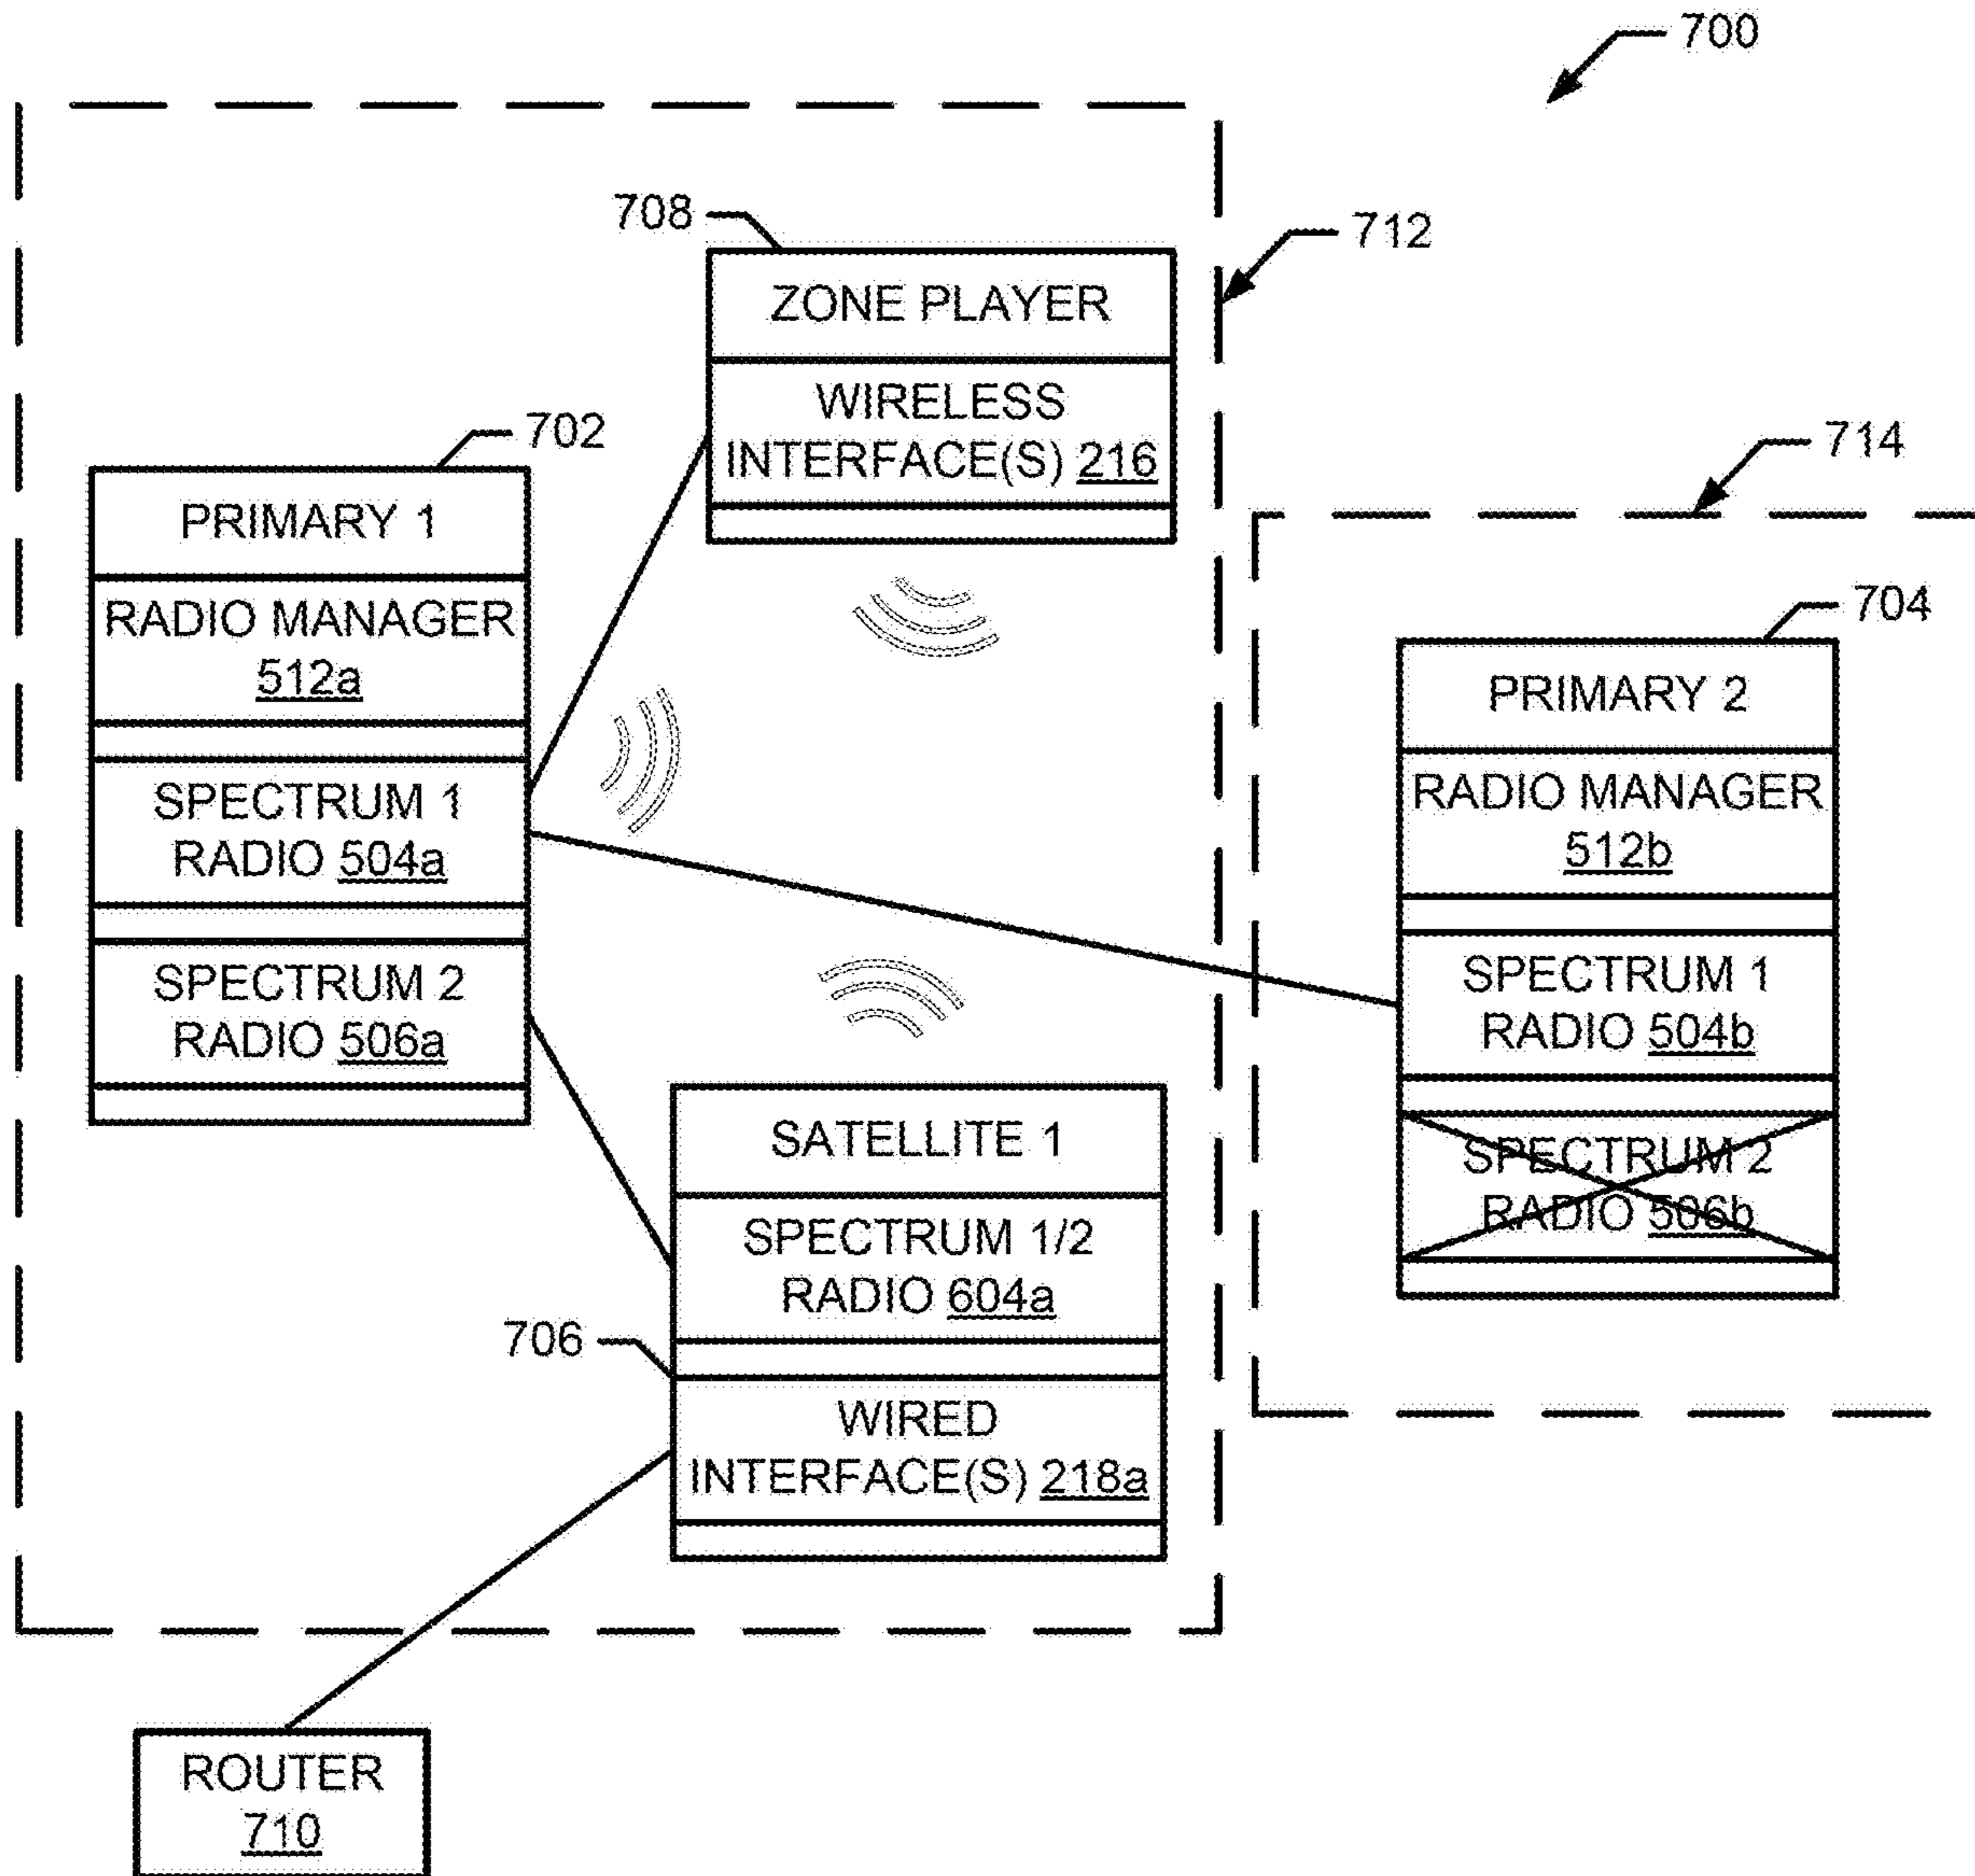 700
708
712
ZONE PLAYER
WIRELESS
INTERFACE(S) 216
702
PRIMARY 1
RADIO MANAGER
512a
SPECTRUM 1
RADIO 504a
SPECTRUM 2
RADIO 506a
714
704
PRIMARY 2
RADIO MANAGER
512b
SPECTRUM 1
RADIO 504b
SPECTRUM 2
RADIO 506b
SATELLITE 1
SPECTRUM 1/2
RADIO 604a
706
WIRED
INTERFACE(S) 218a
ROUTER
710